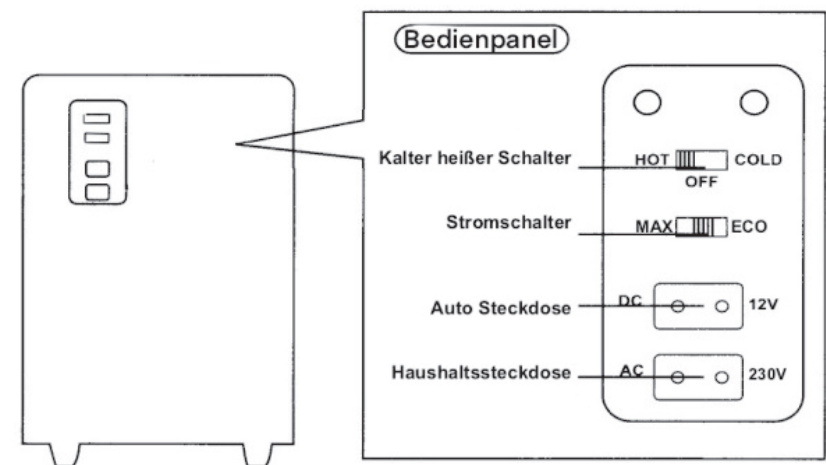 Bedienpanel
Kalter heißer Schalter HOT COLD
OFF
Stromschalter MAX ECO
Auto Steckdose DC 12V
Haushaltssteckdose AC 230V